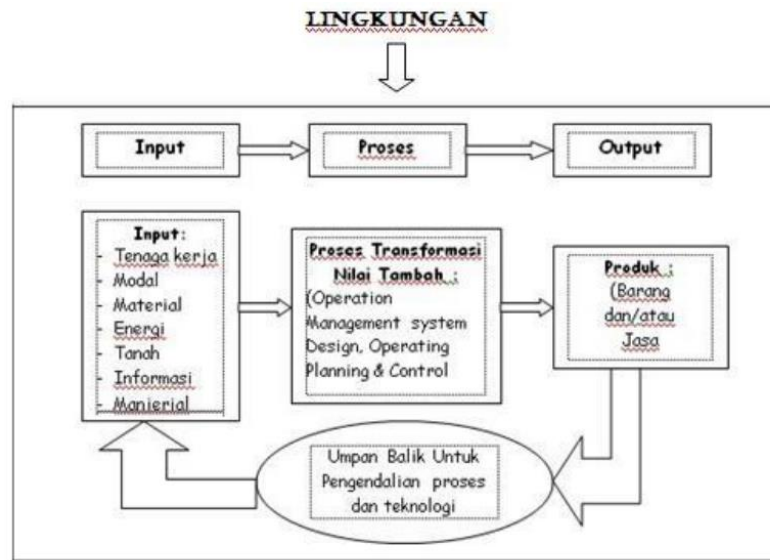 LINGKUNGAN
Input
Proses
Output
Input:
- Tenaga kerja
- Modal
- Material
- Energi
- Tanah
- Informasi
- Manierial
Proses Transformasi
Nilai Tambah :
(Operation
Management system
Design, Operating
Planning & Control
Produk :
(Barang
dan/atau
Jasa
Umpan Balik Untuk
Pengendalian proses
dan teknologi